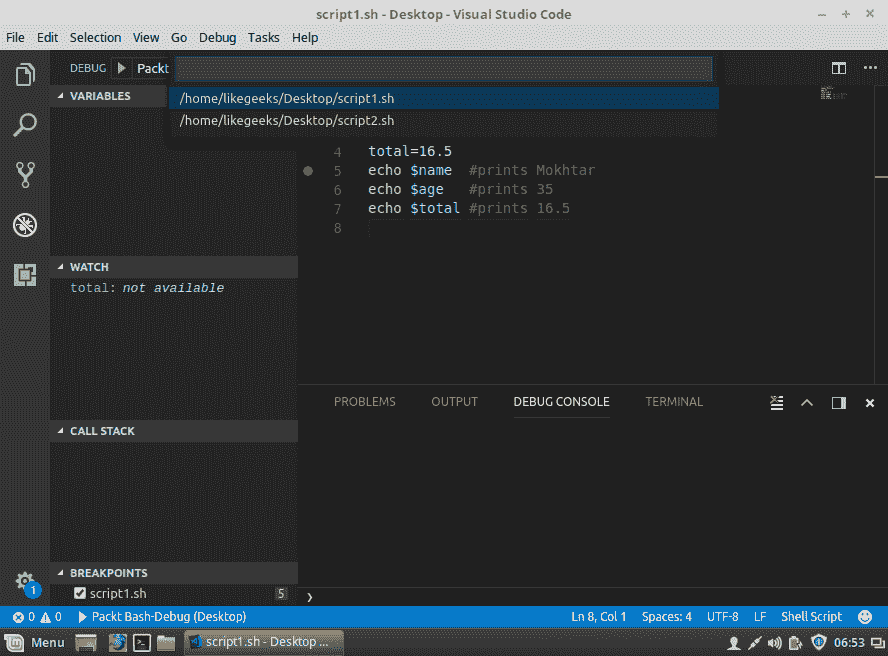 script1.sh - Desktop - Visual Studio Code
File Edit Selection View Go Debug Tasks Help
DEBUG Packt
VARIABLES
/home/likegeeks/Desktop/script1.sh
/home/likegeeks/Desktop/script2.sh
4 total=16.5
5 echo $name #prints Mokhtar
6 echo $age #prints 35
7 echo $total #prints 16.5
8
WATCH
total: not available
PROBLEMS OUTPUT DEBUG CONSOLE TERMINAL
CALL STACK
BREAKPOINTS
script1.sh 5
1
0 0 Packt Bash-Debug (Desktop) Ln 8, Col 1 Spaces: 4 UTF-8 LF Shell Script
Menu script1.sh - Desktop ... 06:53